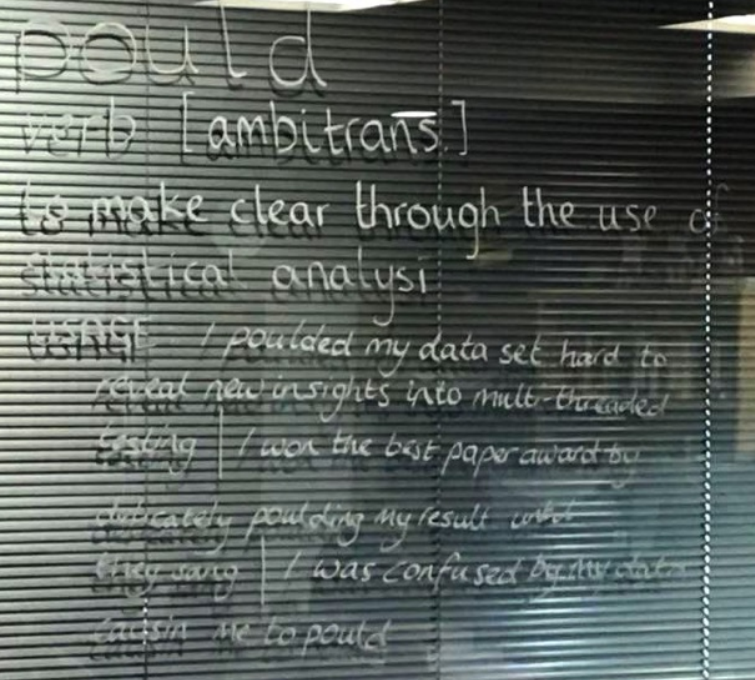 pould
verb [ambitrans.]
to make clear through the use of
statistical analysi
USAGE I poulded my data set hard to
reveal new insights into multi-threaded
testing | I won the best paper award by
delicately poulding my result until
they sang | I was confused by my data
causin me to pould